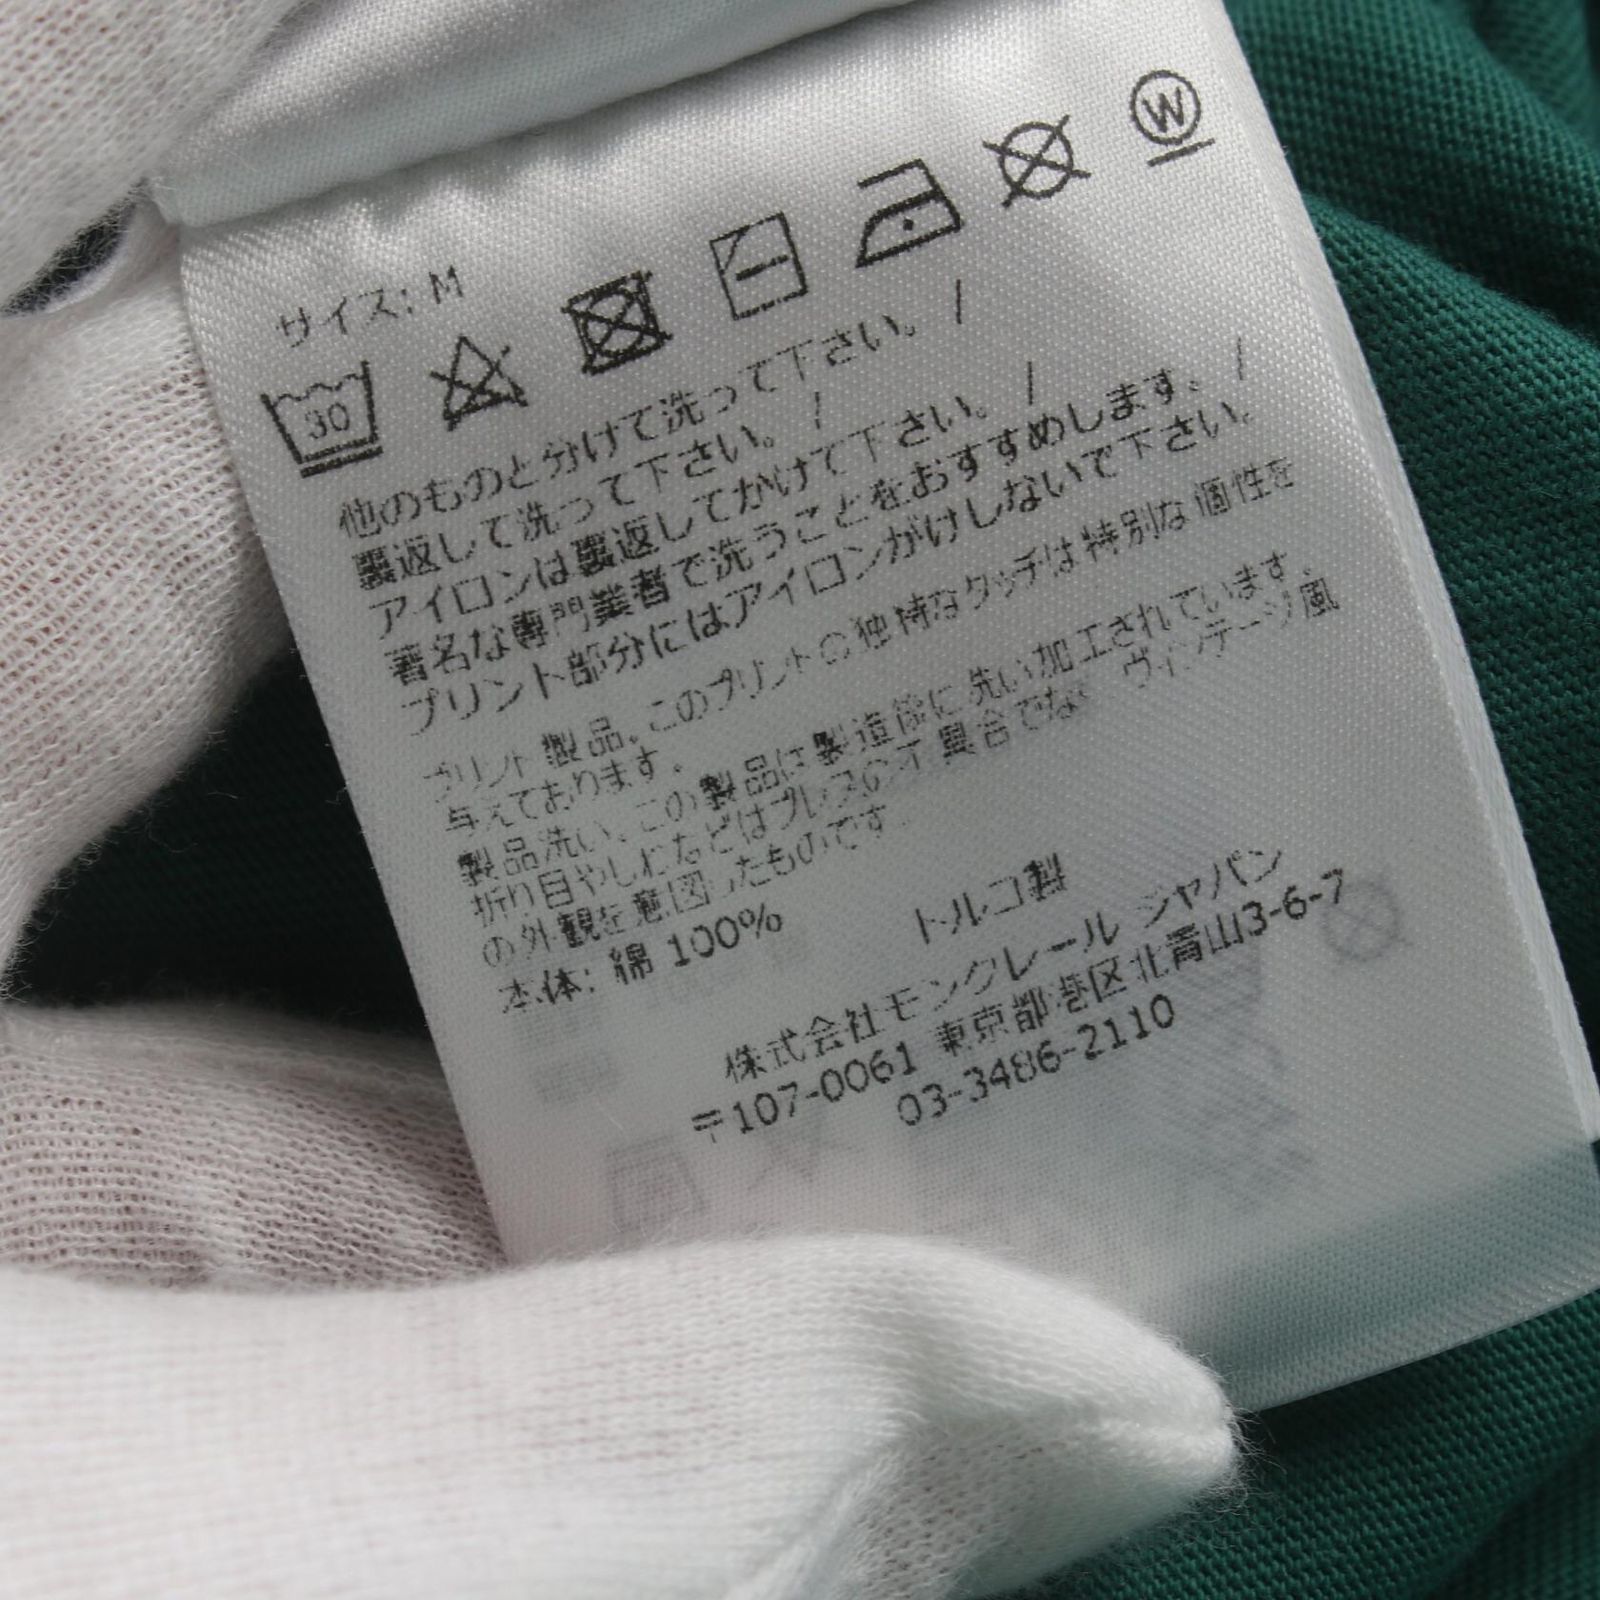 サイズ: M
30
W
他のものと分けて洗って下さい。 /
裏返して洗って下さい。 /
アイロンは裏返してかけて下さい。 /
著名な専門業者で洗うことをおすすめします。 /
プリント部分にはアイロンがけしないで下さい。
プリント製品。このプリントの独特なタッチは特別な個性を
与えております。
製品洗い。この製品は製造後に洗い加工されています。
折り目やしわなどはプレスの不具合でなく ヴィンテージ風
の外観を意図したものです。
本体: 綿 100%
トルコ製
株式会社モンクレール ジャパン
〒107-0061 東京都港区北青山3-6-7
03-3486-2110